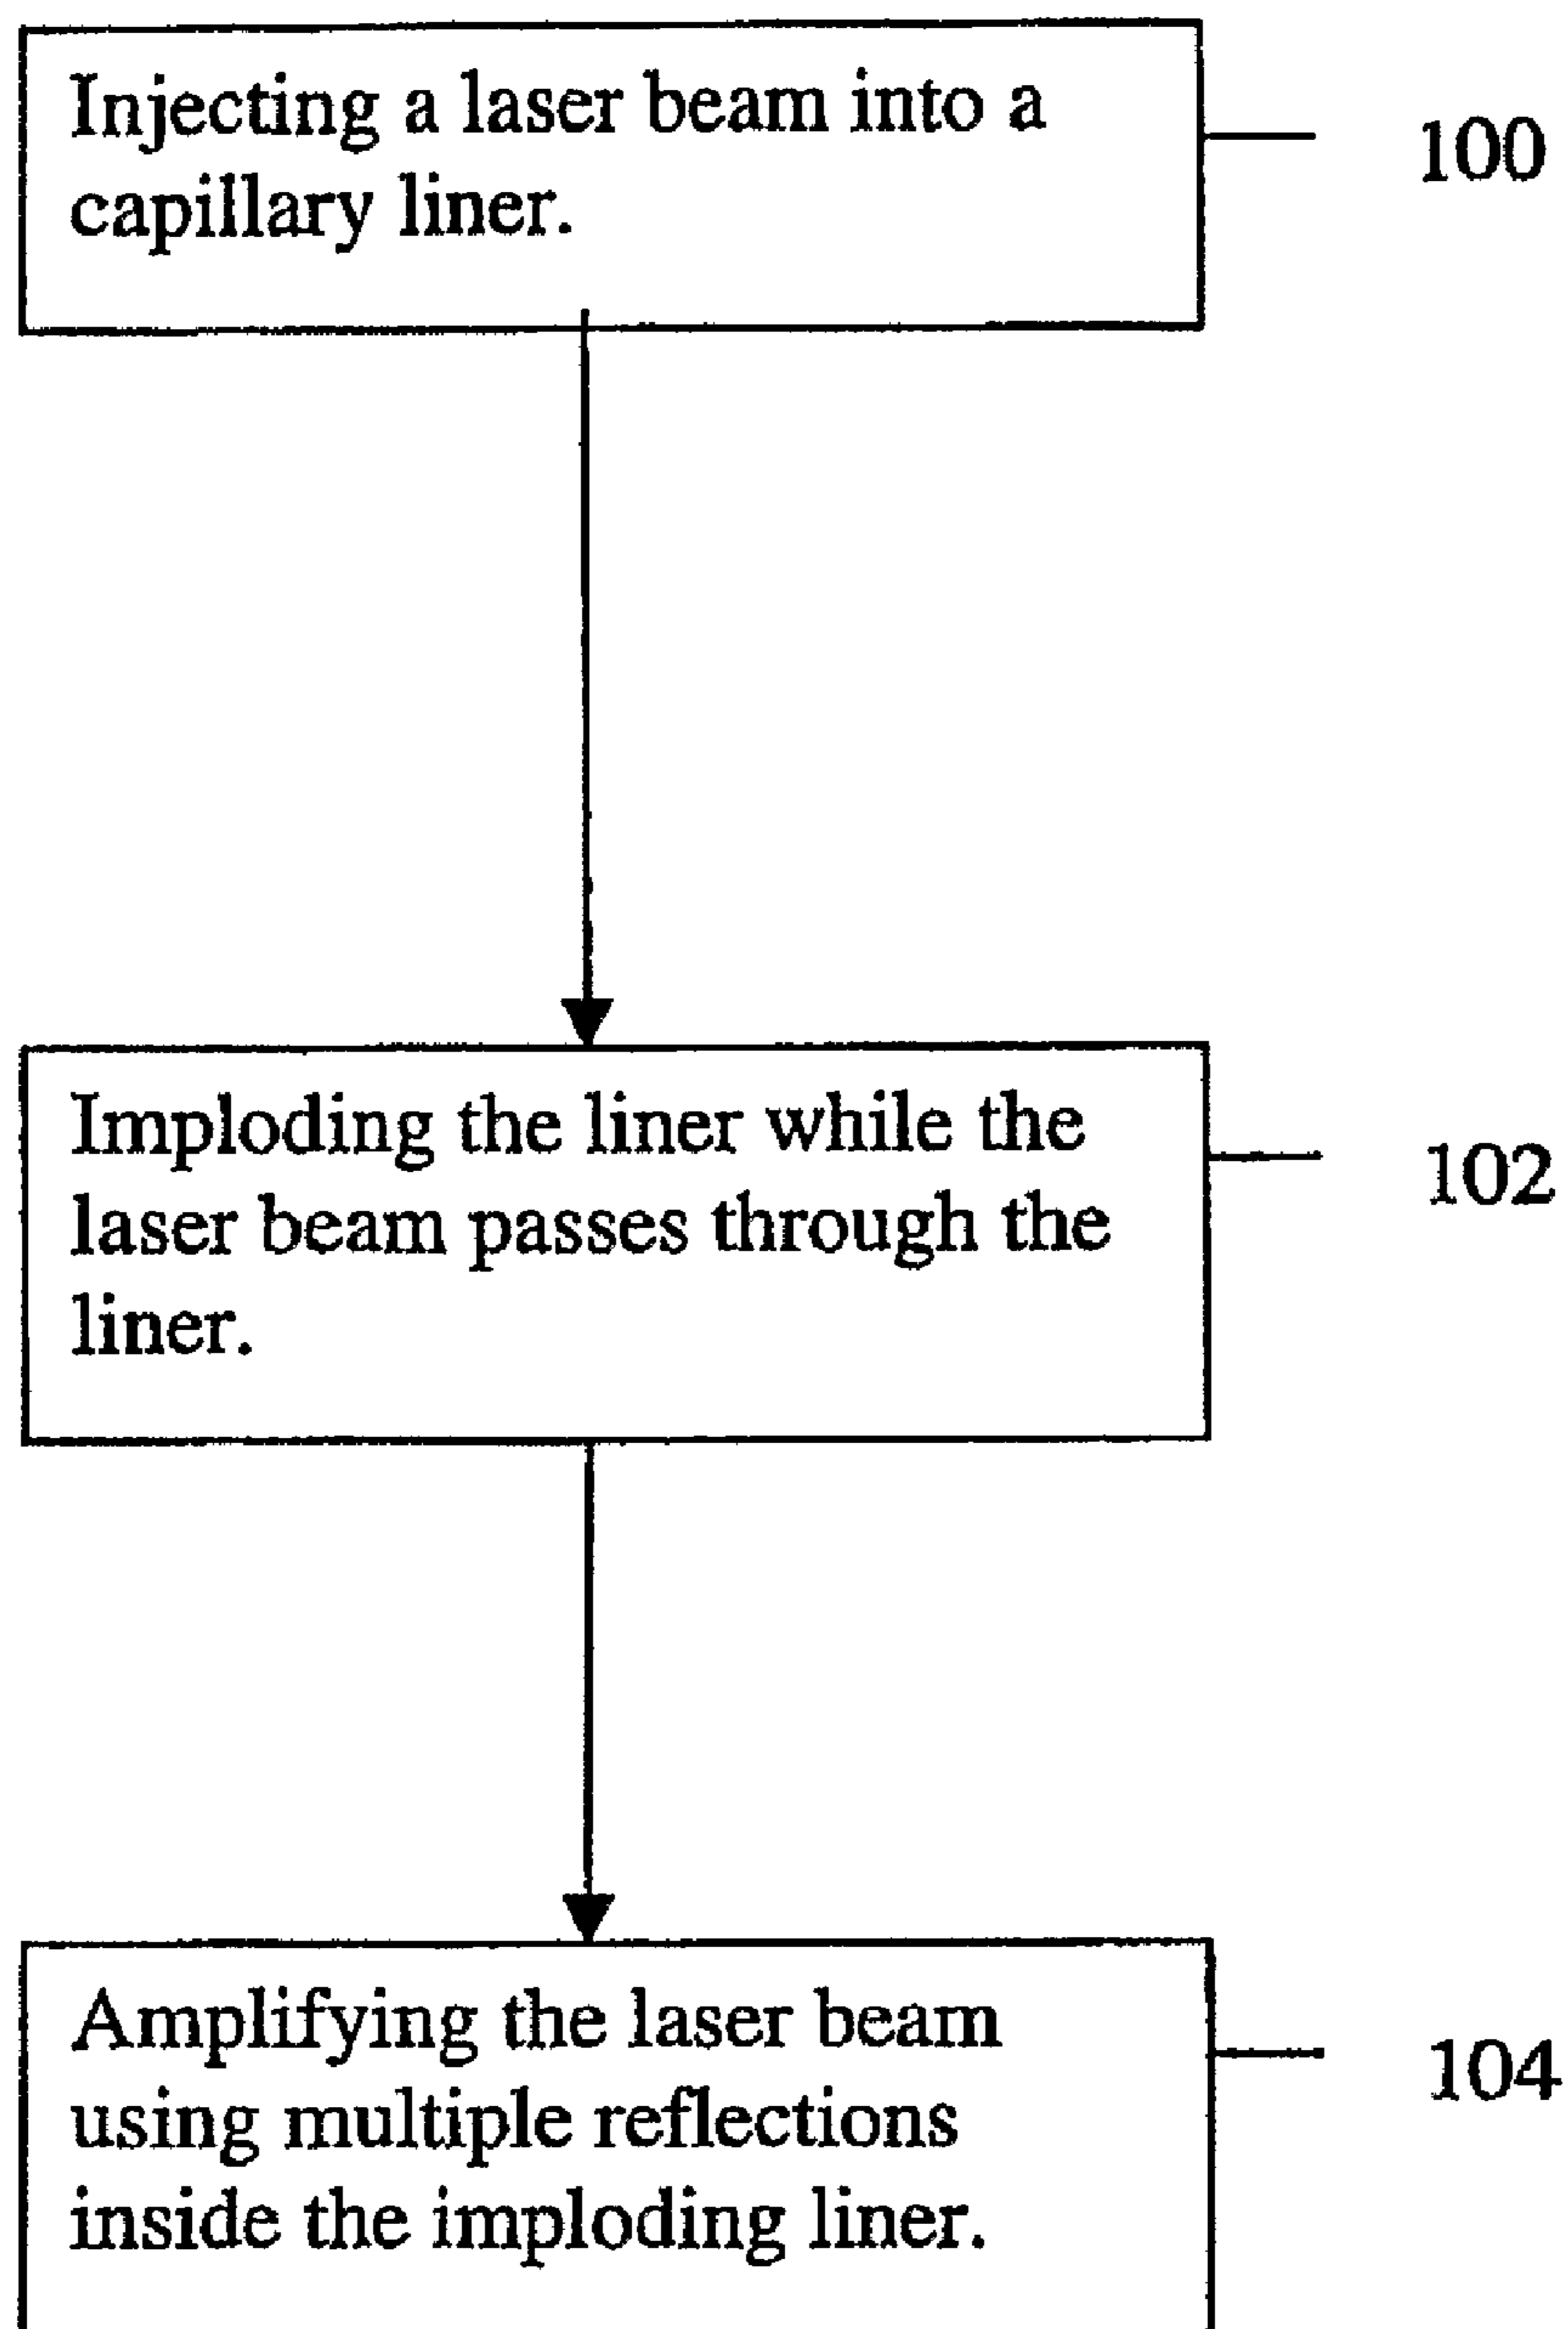 Injecting a laser beam into a
capillary liner.
100
Imploding the liner while the
laser beam passes through the
liner.
102
Amplifying the laser beam
using multiple reflections
inside the imploding liner.
104